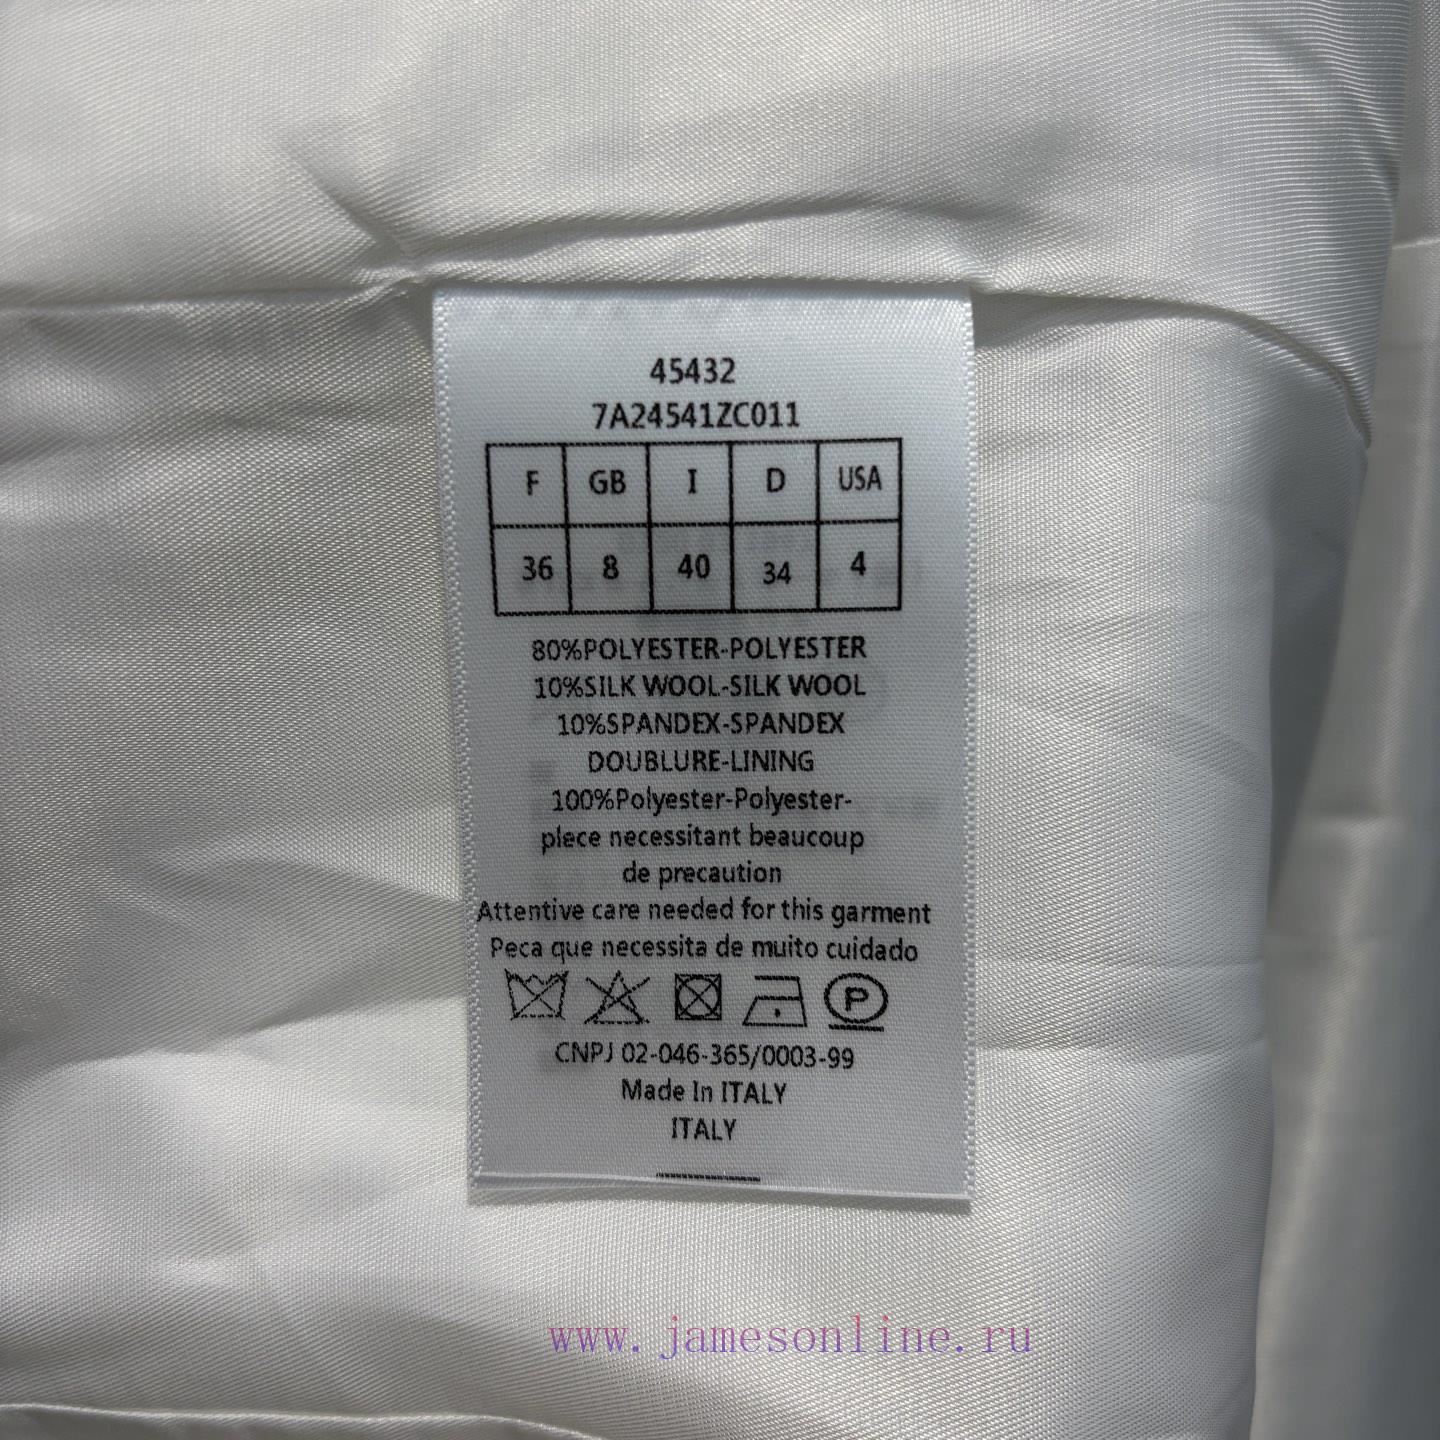 45432
7A24541ZC011
F GB I D USA
36 8 40 34 4
80%POLYESTER-POLYESTER
10%SILK WOOL-SILK WOOL
10%SPANDEX-SPANDEX
DOUBLURE-LINING
100%Polyester-Polyester-
plece necessitant beaucoup
de precaution
Attentive care needed for this garment
Peca que necessita de muito cuidado
P
CNPJ 02-046-365/0003-99
Made In ITALY
ITALY
www.jamesonline.ru